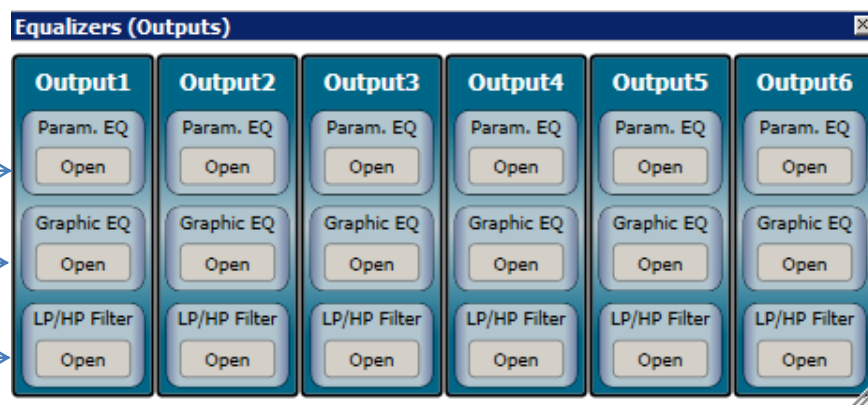 Equalizers (Outputs)
Output1 Output2 Output3 Output4 Output5 Output6
Param. EQ Param. EQ Param. EQ Param. EQ Param. EQ Param. EQ
Open Open Open Open Open Open
Graphic EQ Graphic EQ Graphic EQ Graphic EQ Graphic EQ Graphic EQ
Open Open Open Open Open Open
LP/HP Filter LP/HP Filter LP/HP Filter LP/HP Filter LP/HP Filter LP/HP Filter
Open Open Open Open Open Open